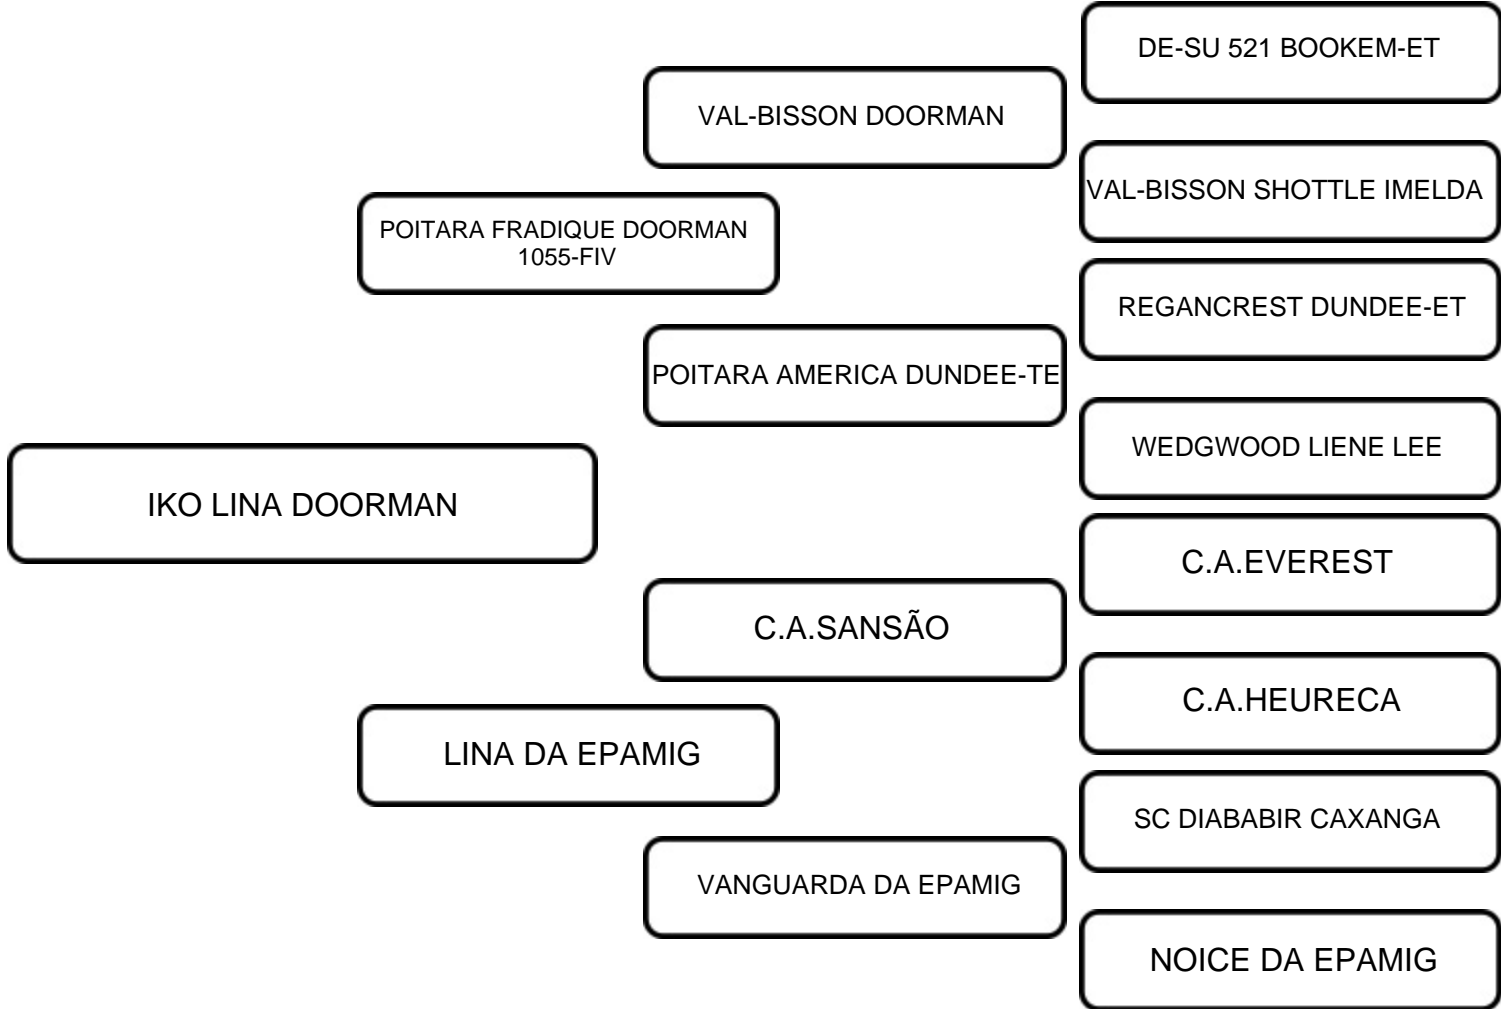 DE-SU 521 BOOKEM-ET
VAL-BISSON DOORMAN
VAL-BISSON SHOTTLE IMELDA
POITARA FRADIQUE DOORMAN
1055-FIV
REGANCREST DUNDEE-ET
POITARA AMERICA DUNDEE-TE
WEDGWOOD LIENE LEE
IKO LINA DOORMAN
C.A.EVEREST
C.A.SANSÃO
C.A.HEURECA
LINA DA EPAMIG
SC DIABABIR CAXANGA
VANGUARDA DA EPAMIG
NOICE DA EPAMIG